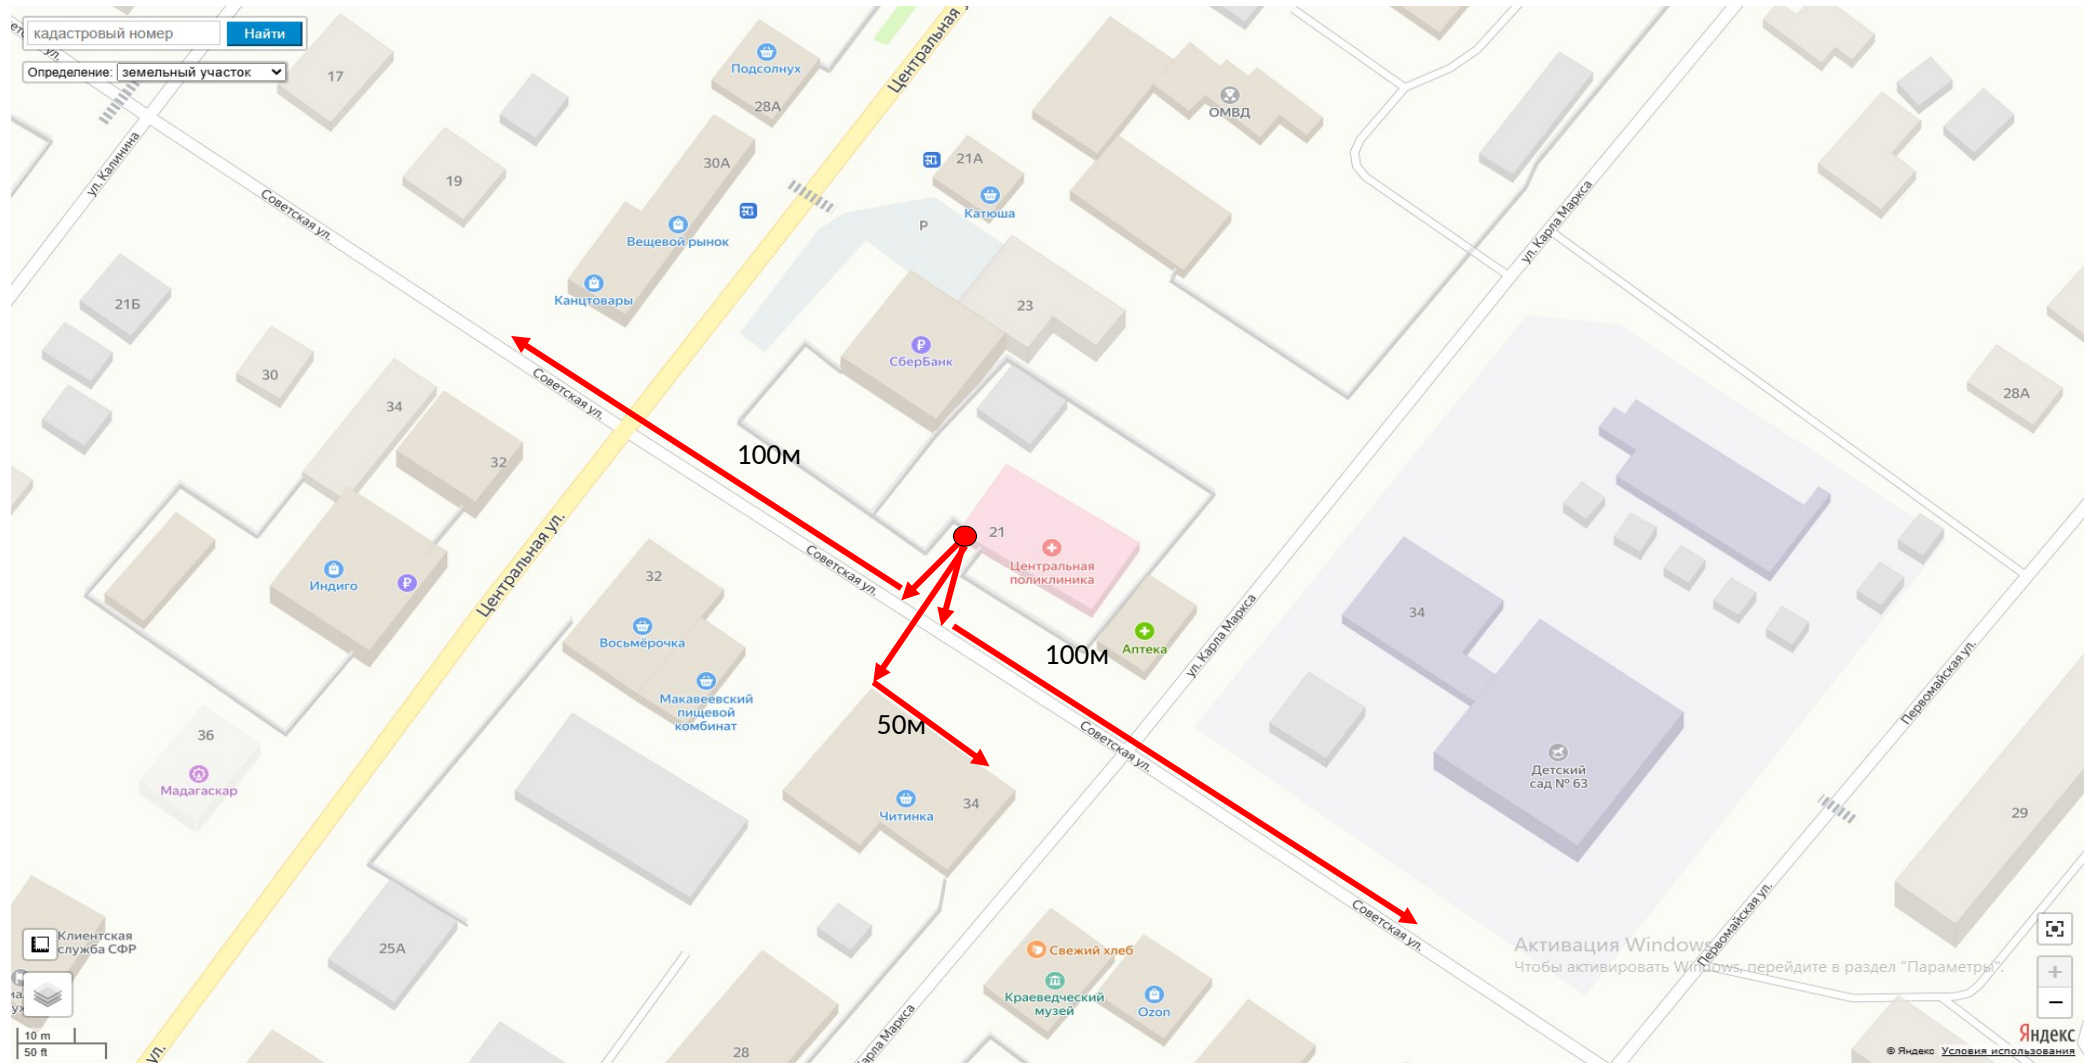 кадастровый номер
Найти
Определение: земельный участок
ул.
17
Подсолнух
28А
Центральная
ОМВД
ул. Калинина
19
30А
21А
Катюша
Советская ул.
Вещевой рынок
P
ул. Карла Маркса
Канцтовары
21Б
23
СберБанк
30
34
Советская ул.
28А
32
100м
21
Центральная
поликлиника
Центральная ул.
Индиго
32
Советская ул.
Восьмёрочка
34
Аптека
100м
ул. Карла Маркса
Макавеевский
пищевой
комбинат
50м
Первомайская ул.
36
Мадагаскар
Советская ул.
Детский
сад № 63
34
Читинка
29
Советская ул.
Первомайская ул.
Клиентская
служба СФР
25А
Свежий хлеб
Краеведческий
музей
Ozon
Активация Windows
Чтобы активировать Windows, перейдите в раздел "Параметры".
10 m
50 ft
ул.
28
Карла Маркса
Яндекс
© Яндекс Условия использования